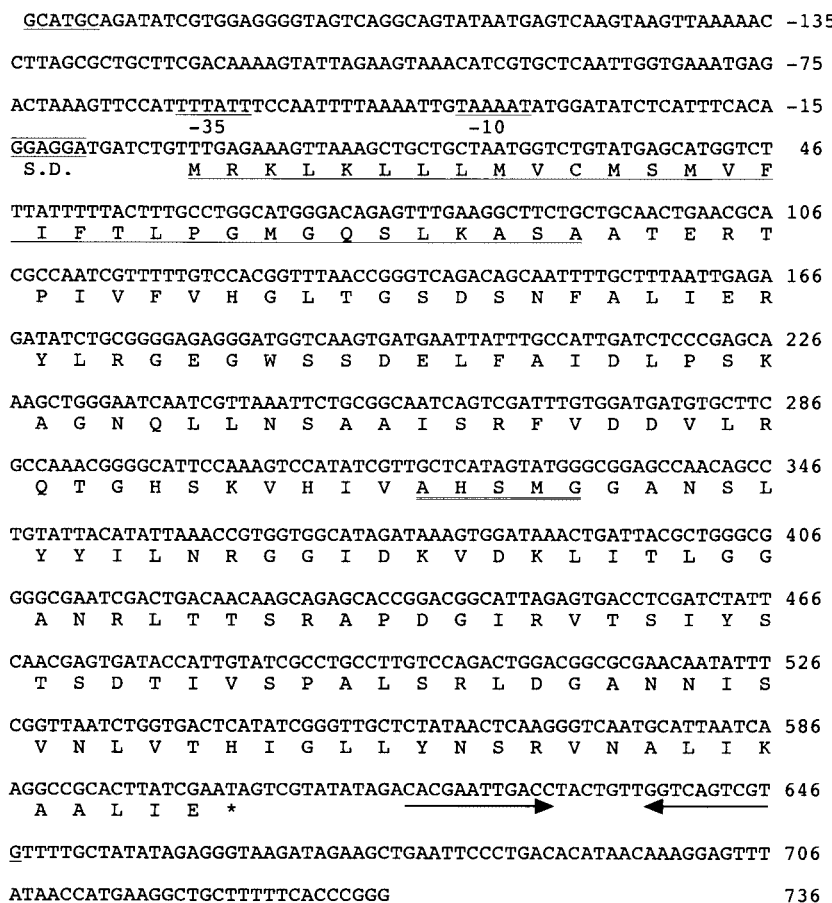 GCATGCAGATATCGTGGAGGGGTAGTCAGGCAGTATAATGAGTCAAGTAAGTTAAAAAC -135
CTTAGCGCTGCTTCGACAAAAGTATTAGAAGTAAACATCGTGCTCAATTGGTGAAATGAG -75
ACTAAAGTTCCATTTTATTTCCAATTTTAAAATTGTAAAATATGGATATCTCATTTCACA -15
-35 -10
GGAGGATGATCTGTTTGAGAAAGTTAAAGCTGCTGCTAATGGTCTGTATGAGCATGGTCT 46
S.D. M R K L K L L L M V C M S M V F
TTATTTTTACTTTGCCTGGCATGGGACAGAGTTTGAAGGCTTCTGCTGCAACTGAACGCA 106
I F T L P G M G Q S L K A S A A T E R T
CGCCAATCGTTTTTGTCCACGGTTTAACCGGGTCAGACAGCAATTTTGCTTTAATTGAGA 166
P I V F V H G L T G S D S N F A L I E R
GATATCTGCGGGGAGAGGGATGGTCAAGTGATGAATTATTTGCCATTGATCTCCCGAGCA 226
Y L R G E G W S S D E L F A I D L P S K
AAGCTGGGAATCAATCGTTAAATTCTGCGGCAATCAGTCGATTTGTGGATGATGTGCTTC 286
A G N Q L L N S A A I S R F V D D V L R
GCCAAACGGGGCATTCCAAAGTCCATATCGTTGCTCATAGTATGGGCGGAGCCAACAGCC 346
Q T G H S K V H I V A H S M G G A N S L
TGTATTACATATTAAACCGTGGTGGCATAGATAAAGTGGATAAACTGATTACGCTGGGCG 406
Y Y I L N R G G I D K V D K L I T L G G
GGGCGAATCGACTGACAACAAGCAGAGCACCGGACGGCATTAGAGTGACCTCGATCTATT 466
A N R L T T S R A P D G I R V T S I Y S
CAACGAGTGATACCATTGTATCGCCTGCCTTGTCCAGACTGGACGGCGCGAACAATATTT 526
T S D T I V S P A L S R L D G A N N I S
CGGTTAATCTGGTGACTCATATCGGGTTGCTCTATAACTCAAGGGTCAATGCATTAATCA 586
V N L V T H I G L L Y N S R V N A L I K
AGGCCGCACTTATCGAATAGTCGTATATAGACACGAATTGACCTACTGTTGGTCAGTCGT 646
A A L I E *
GTTTTGCTATATAGAGGGTAAGATAGAAGCTGAATTCCCTGACACATAACAAAGGAGTTT 706
ATAACCATGAAGGCTGCTTTTTCACCCGGG 736